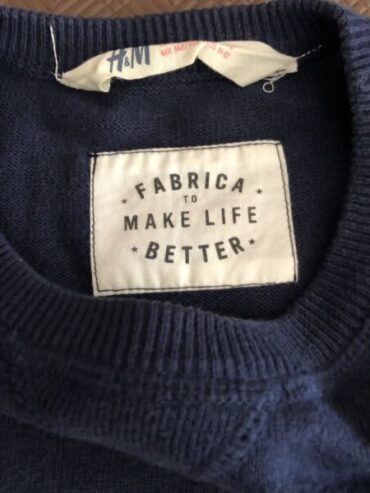 H&M
FABRICA
TO
MAKE LIFE
BETTER